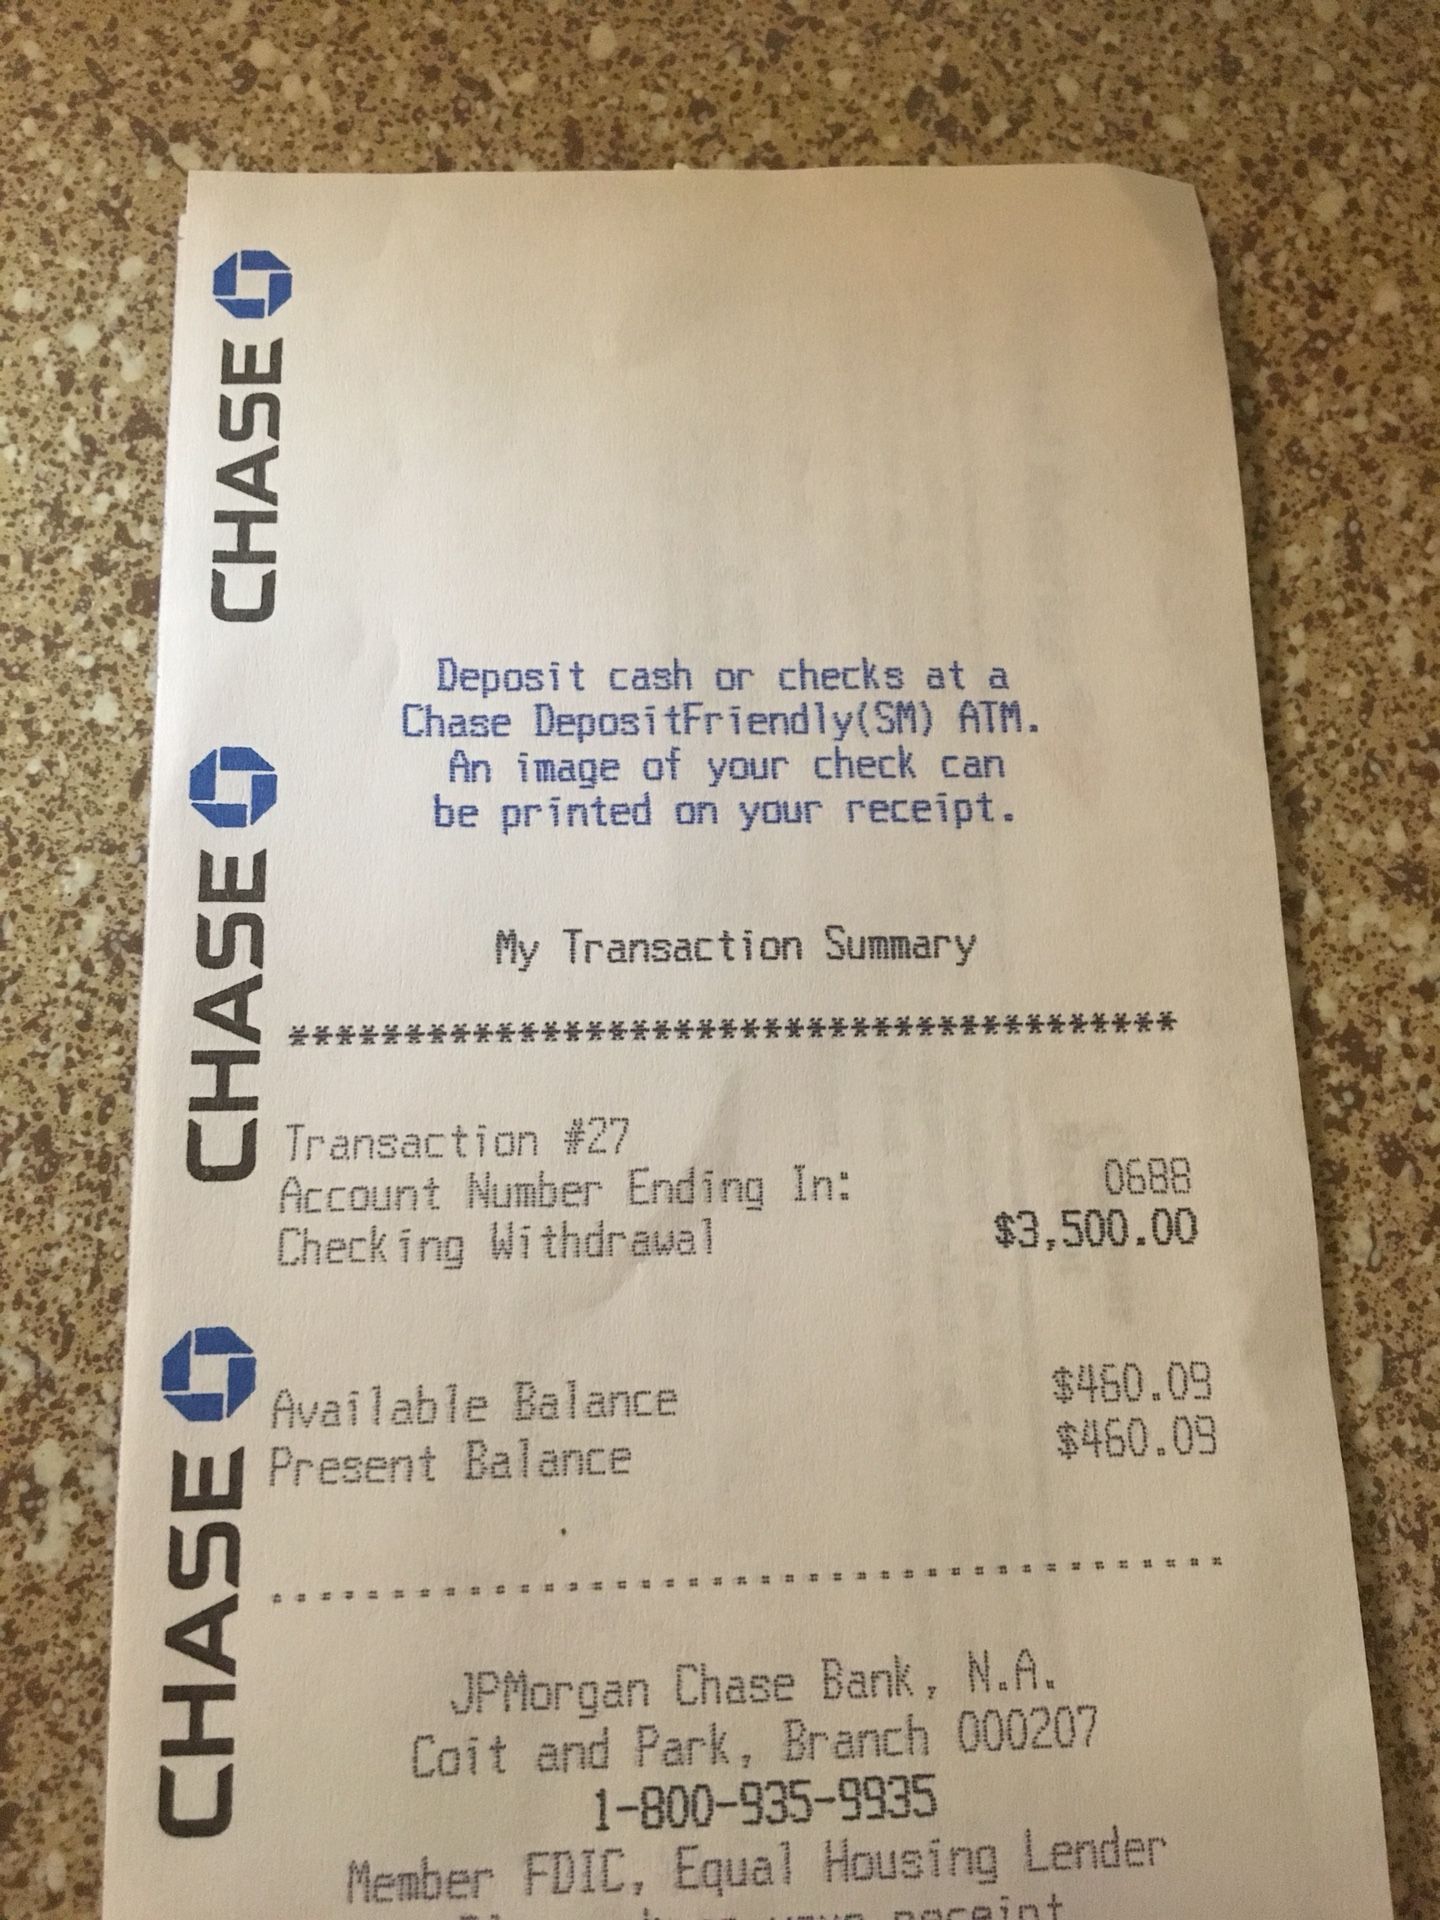 CHASE
CHASE
CHASE
Deposit cash or checks at a
Chase DepositFriendly(SM) ATM.
An image of your check can
be printed on your receipt.
My Transaction Summary
****************************************
Transaction #27
Account Number Ending In: 0688
Checking Withdrawal $3,500.00
Available Balance $460.09
Present Balance $460.09
JPMorgan Chase Bank, N.A.
Coit and Park, Branch 000207
1-800-935-9935
Member FDIC, Equal Housing Lender
your receipt